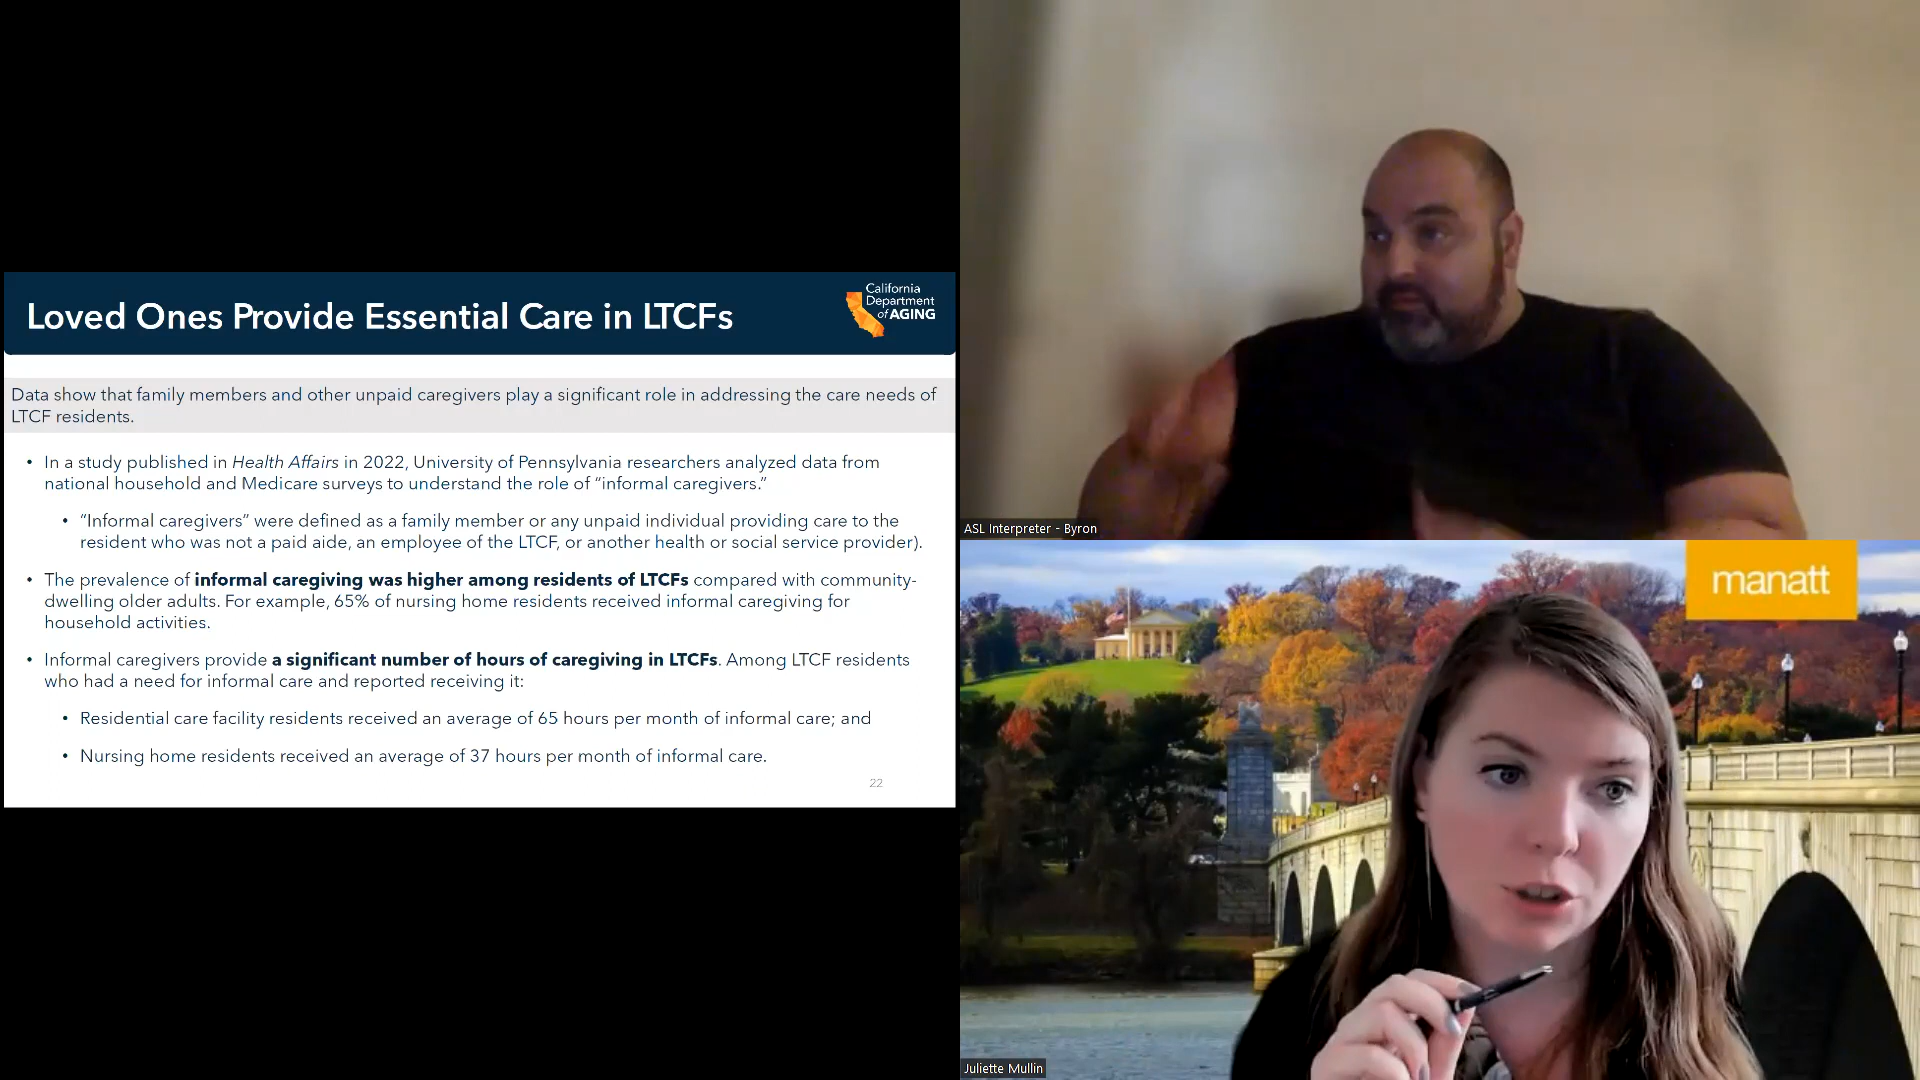 Loved Ones Provide Essential Care in LTCFs
California
Department
of AGING
Data show that family members and other unpaid caregivers play a significant role in addressing the care needs of
LTCF residents.
• In a study published in Health Affairs in 2022, University of Pennsylvania researchers analyzed data from
national household and Medicare surveys to understand the role of “informal caregivers.”
• “Informal caregivers” were defined as a family member or any unpaid individual providing care to the
resident who was not a paid aide, an employee of the LTCF, or another health or social service provider).
• The prevalence of informal caregiving was higher among residents of LTCFs compared with community-
dwelling older adults. For example, 65% of nursing home residents received informal caregiving for
household activities.
• Informal caregivers provide a significant number of hours of caregiving in LTCFs. Among LTCF residents
who had a need for informal care and reported receiving it:
• Residential care facility residents received an average of 65 hours per month of informal care; and
• Nursing home residents received an average of 37 hours per month of informal care.
22
ASL Interpreter - Byron
manatt
Juliette Mullin